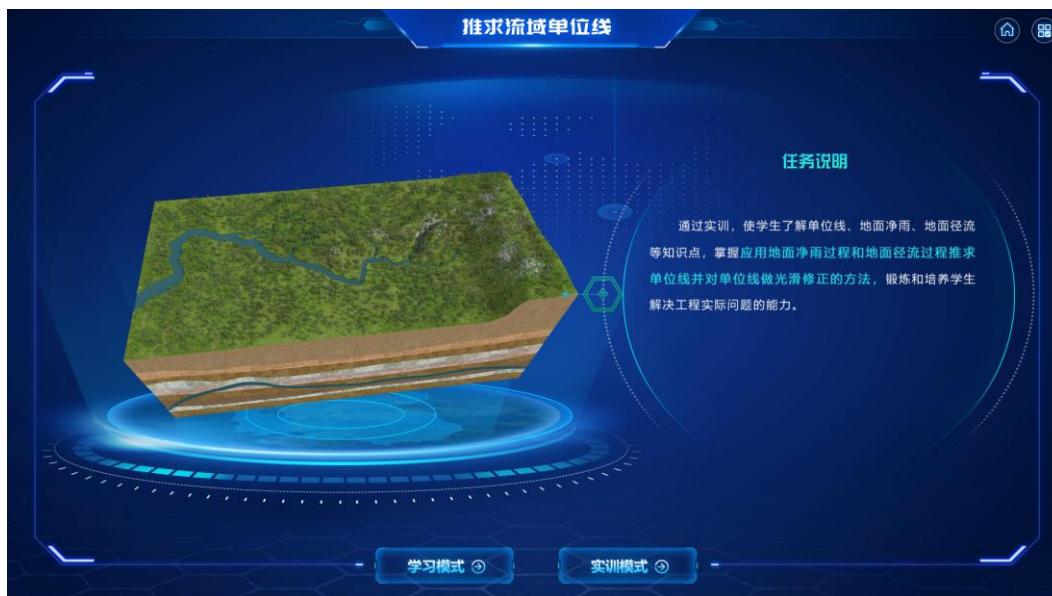 推求流域单位线
任务说明
通过实训，使学生了解单位线、地面净雨、地面径流
等知识点，掌握应用地面净雨过程和地面径流过程推求
单位线并对单位线做光滑修正的方法，锻炼和培养学生
解决工程实际问题的能力。
学习模式
实训模式